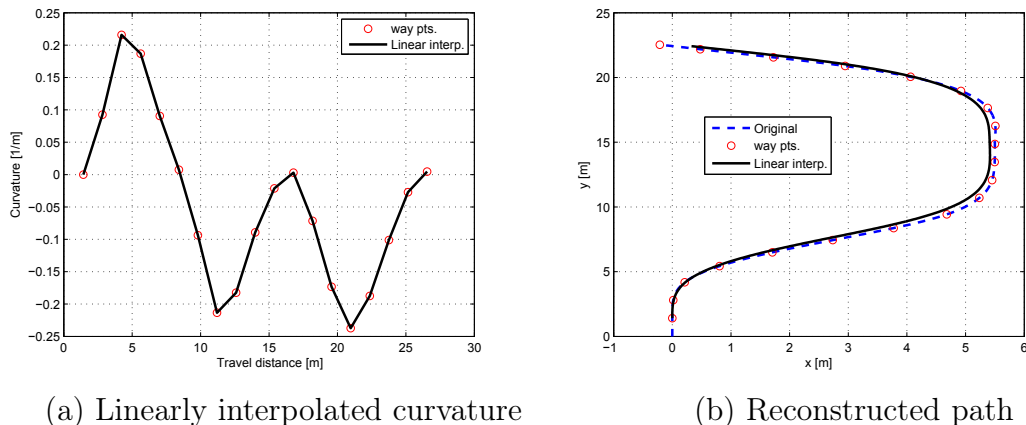 0.25
0.2
0.15
0.1
0.05
0
−0.05
−0.1
−0.15
−0.2
−0.25
Curvature [1/m]
0 5 10 15 20 25 30
Travel distance [m]
way pts.
Linear interp.
25
20
15
10
5
0
y [m]
−1 0 1 2 3 4 5 6
x [m]
Original
way pts.
Linear interp.
(a) Linearly interpolated curvature
(b) Reconstructed path